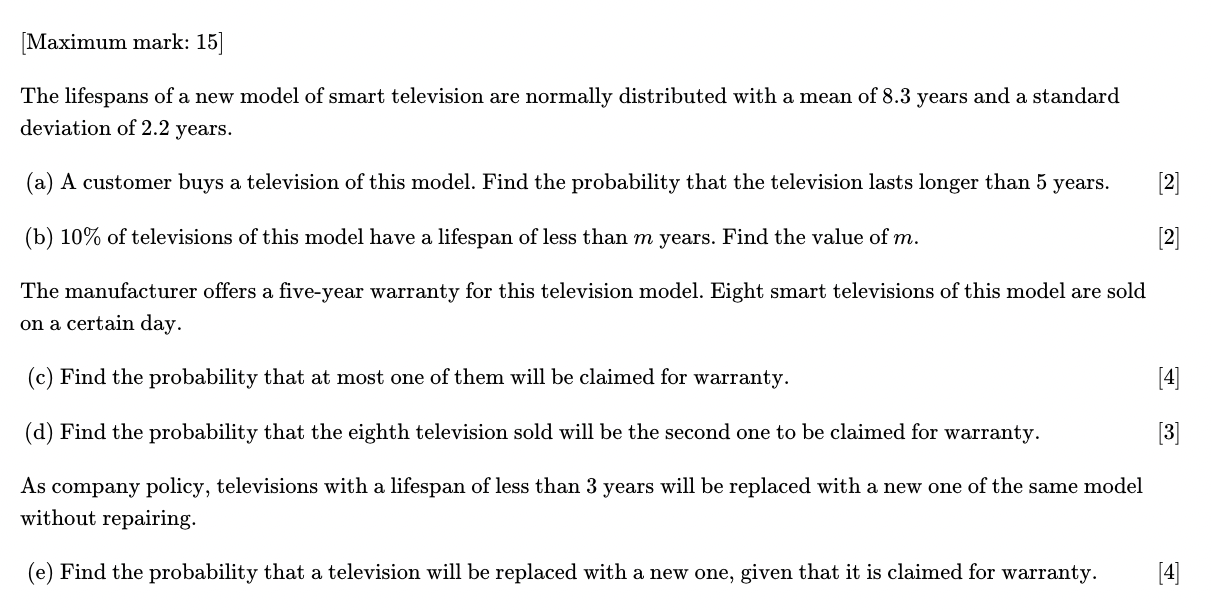 [Maximum mark: 15]
The lifespans of a new model of smart television are normally distributed with a mean of 8.3 years and a standard
deviation of 2.2 years.
(a) A customer buys a television of this model. Find the probability that the television lasts longer than 5 years. [2]
(b) 10% of televisions of this model have a lifespan of less than m years. Find the value of m. [2]
The manufacturer offers a five-year warranty for this television model. Eight smart televisions of this model are sold
on a certain day.
(c) Find the probability that at most one of them will be claimed for warranty. [4]
(d) Find the probability that the eighth television sold will be the second one to be claimed for warranty. [3]
As company policy, televisions with a lifespan of less than 3 years will be replaced with a new one of the same model
without repairing.
(e) Find the probability that a television will be replaced with a new one, given that it is claimed for warranty. [4]